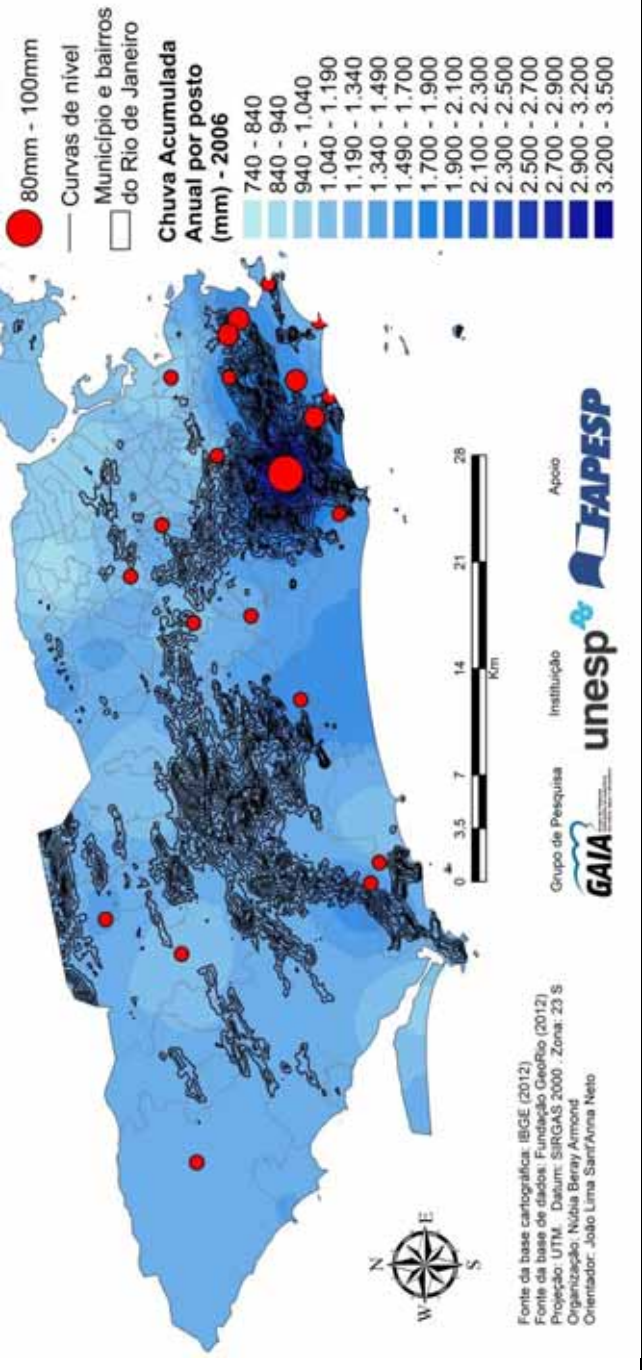 80mm - 100mm
Curvas de nível
Município e bairros
do Rio de Janeiro
Chuva Acumulada
Anual por posto
(mm) - 2006
740 - 840
840 - 940
940 - 1.040
1.040 - 1.190
1.190 - 1.340
1.340 - 1.490
1.490 - 1.700
1.700 - 1.900
1.900 - 2.100
2.100 - 2.300
2.300 - 2.500
2.500 - 2.700
2.700 - 2.900
2.900 - 3.200
3.200 - 3.500
N
W E
S
0 3,5 7 14 21 28
Km
Fonte da base cartográfica: IBGE (2012)
Fonte da base de dados: Fundação GeoRio (2012)
Projeção: UTM. Datum: SIRGAS 2000 . Zona: 23 S
Organização: Núbia Beray Armond
Orientador: João Lima Sant'Anna Neto
Grupo de Pesquisa
Instituição
Apoio
GAIA
unesp
FAPESP